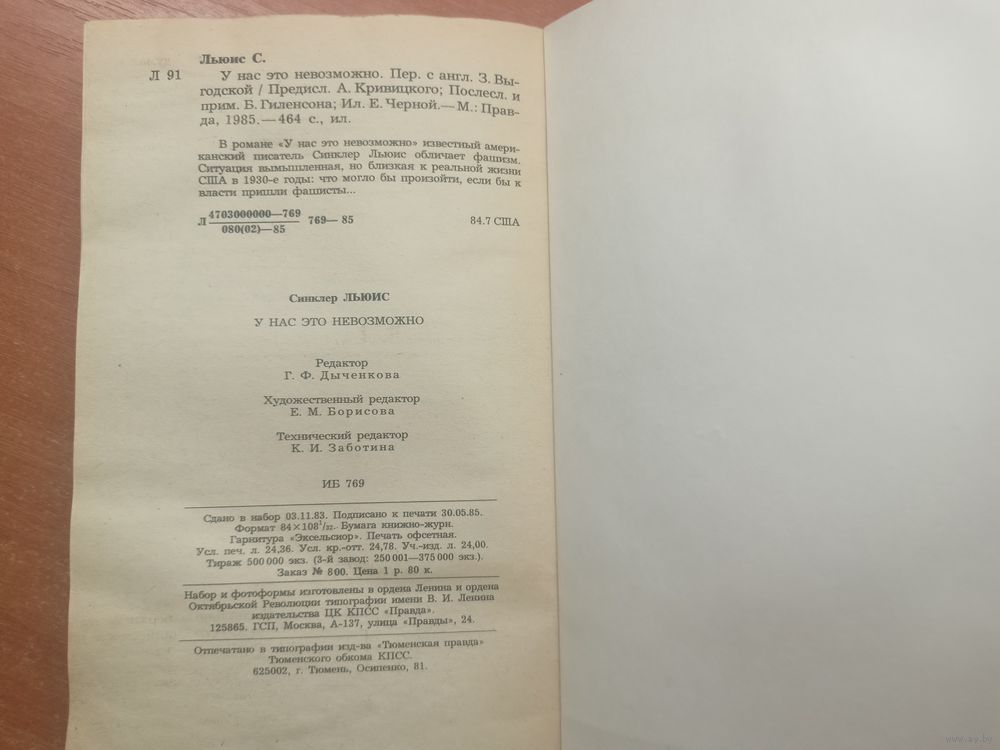 Льюис С.
Л 91
У нас это невозможно. Пер. с англ. З. Вы-
годской / Предисл. А. Кривицкого; Послесл. и
прим. Б. Гиленсона; Ил. Е. Черной.— М.: Прав-
да, 1985.— 464 с., ил.
В романе «У нас это невозможно» известный амери-
канский писатель Синклер Льюис обличает фашизм.
Ситуация вымышленная, но близкая к реальной жизни
США в 1930-е годы: что могло бы произойти, если бы к
власти пришли фашисты...
Л 4703000000—769 769— 85 84.7 США
080(02)—85
Синклер ЛЬЮИС
У НАС ЭТО НЕВОЗМОЖНО
Редактор
Г. Ф. Дыченкова
Художественный редактор
Е. М. Борисова
Технический редактор
К. И. Заботина
ИБ 769
Сдано в набор 03.11.83. Подписано к печати 30.05.85.
Формат 84×108¹/₃₂. Бумага книжно-журн.
Гарнитура «Эксельсиор». Печать офсетная.
Усл. печ. л. 24,36. Усл. кр.-отт. 24,78. Уч.-изд. л. 24,00.
Тираж 500 000 экз. (3-й завод: 250 001—375 000 экз.).
Заказ № 800. Цена 1 р. 80 к.
Набор и фотоформы изготовлены в ордена Ленина и ордена
Октябрьской Революции типографии имени В. И. Ленина
издательства ЦК КПСС «Правда».
125865. ГСП, Москва, А-137, улица «Правды», 24.
Отпечатано в типографии изд-ва «Тюменская правда»
Тюменского обкома КПСС.
625002, г. Тюмень, Осипенко, 81.
www.ay.by